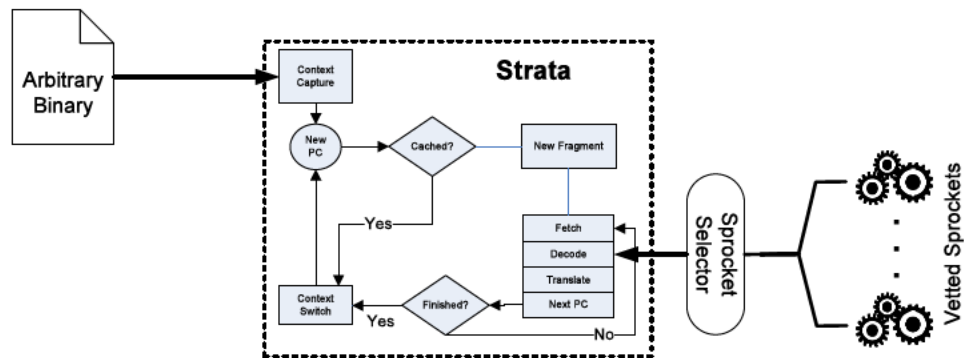 Arbitrary
Binary
Strata
Context
Capture
New
PC
Cached?
New Fragment
Yes
Fetch
Decode
Translate
Next PC
Finished?
Context
Switch
Yes
No
Sprocket
Selector
Vetted Sprockets